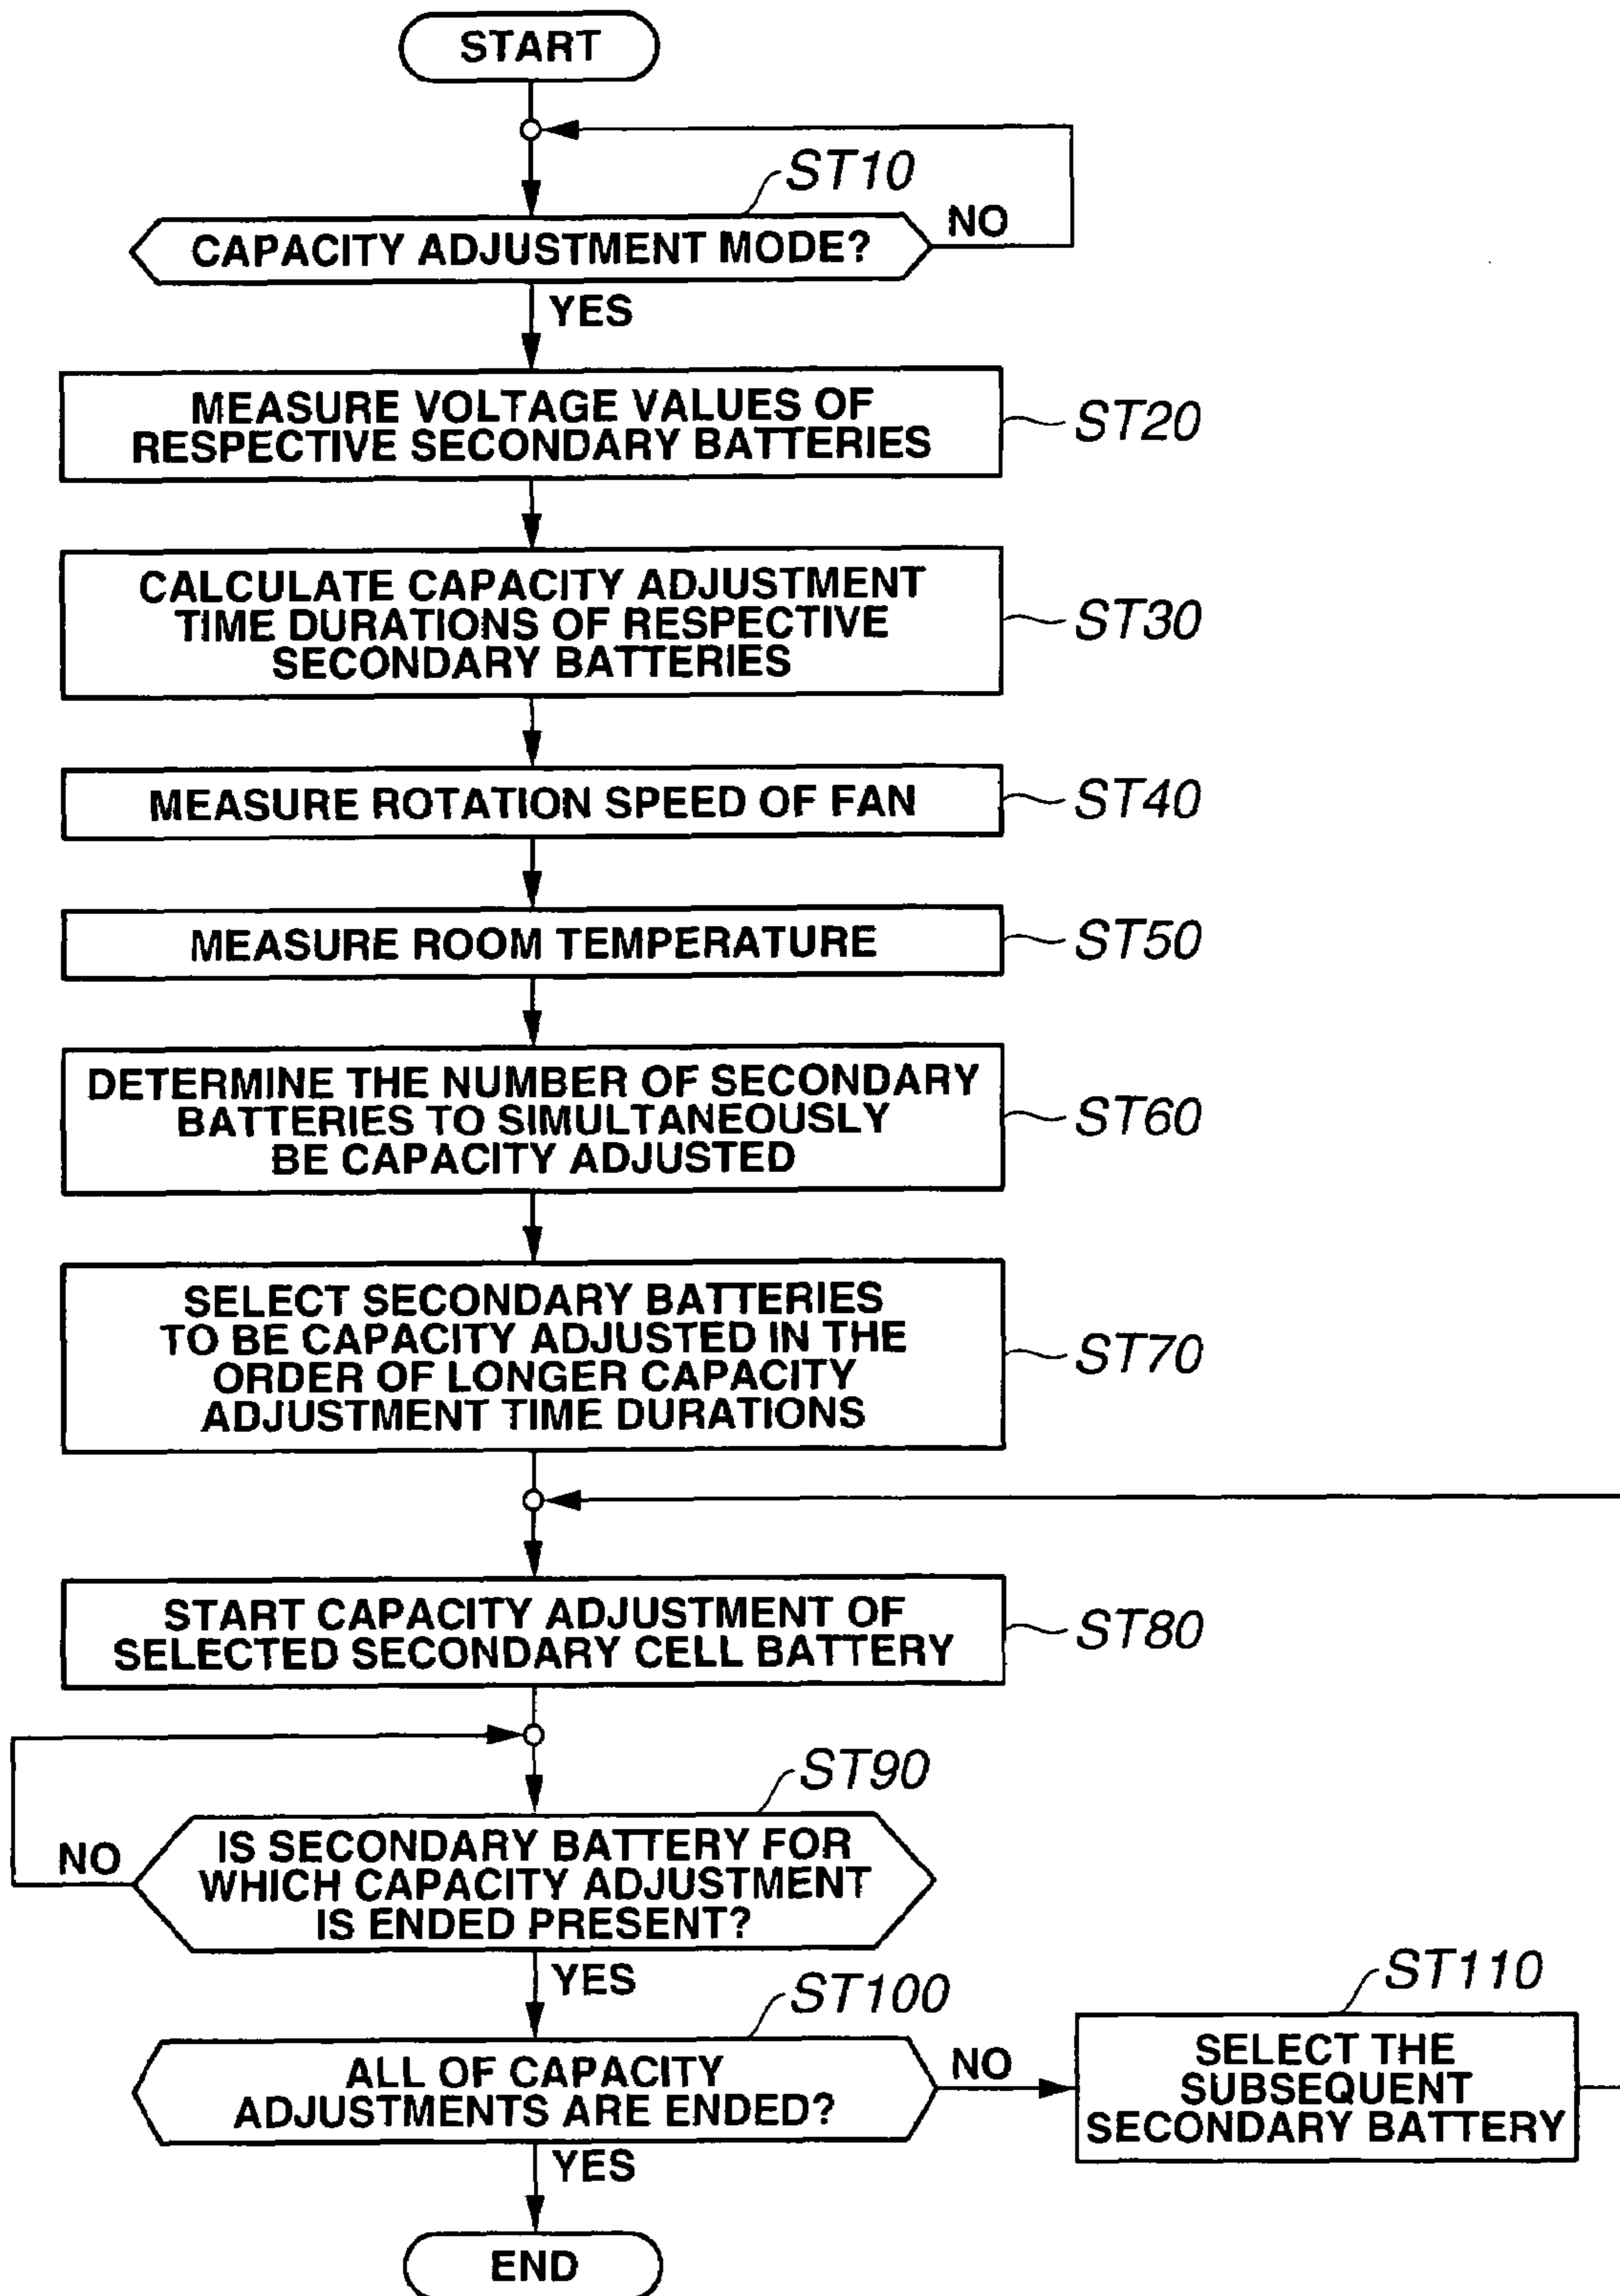 START
ST10
CAPACITY ADJUSTMENT MODE?
NO
YES
MEASURE VOLTAGE VALUES OF
RESPECTIVE SECONDARY BATTERIES
ST20
CALCULATE CAPACITY ADJUSTMENT
TIME DURATIONS OF RESPECTIVE
SECONDARY BATTERIES
ST30
MEASURE ROTATION SPEED OF FAN
ST40
MEASURE ROOM TEMPERATURE
ST50
DETERMINE THE NUMBER OF SECONDARY
BATTERIES TO SIMULTANEOUSLY
BE CAPACITY ADJUSTED
ST60
SELECT SECONDARY BATTERIES
TO BE CAPACITY ADJUSTED IN THE
ORDER OF LONGER CAPACITY
ADJUSTMENT TIME DURATIONS
ST70
START CAPACITY ADJUSTMENT OF
SELECTED SECONDARY CELL BATTERY
ST80
ST90
NO
IS SECONDARY BATTERY FOR
WHICH CAPACITY ADJUSTMENT
IS ENDED PRESENT?
YES
ST100
ALL OF CAPACITY
ADJUSTMENTS ARE ENDED?
NO
ST110
SELECT THE
SUBSEQUENT
SECONDARY BATTERY
YES
END